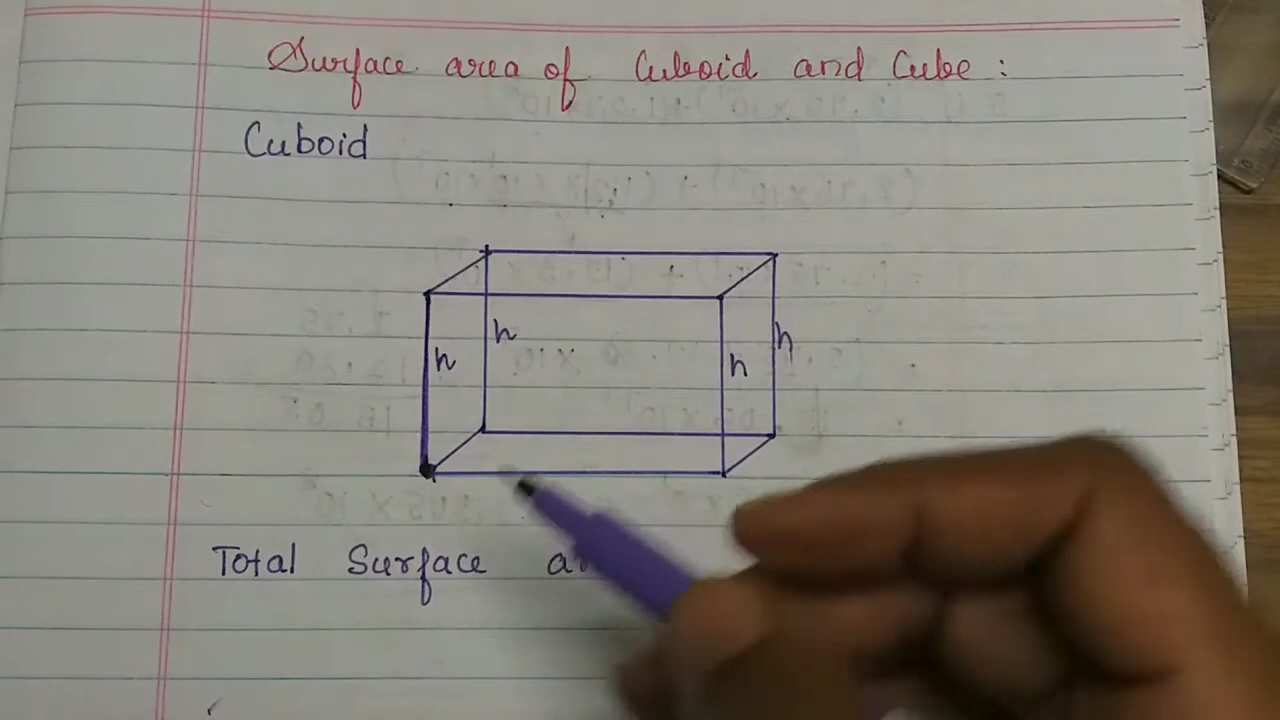 Surface area of Cuboid and Cube :
Cuboid
h
h
h
h
Total Surface